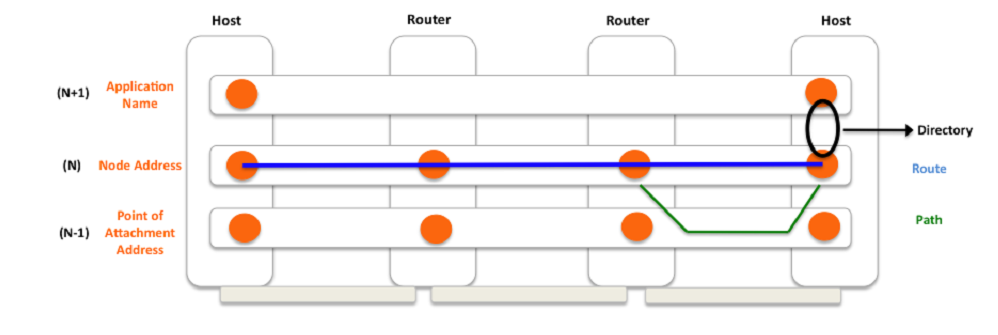 Host Router Router Host
(N+1) Application
Name
Directory
(N) Node Address
Route
Point of
(N-1) Attachment
Address
Path